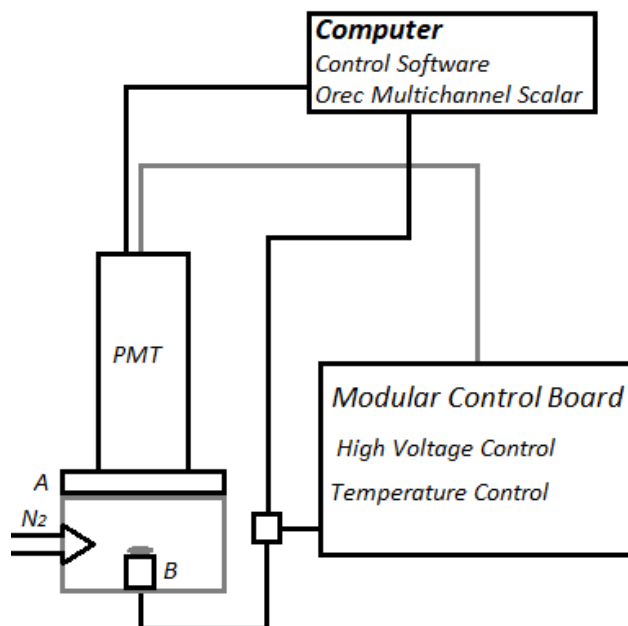 Computer
Control Software
Orec Multichannel Scalar
PMT
Modular Control Board
High Voltage Control
Temperature Control
A
N2
B